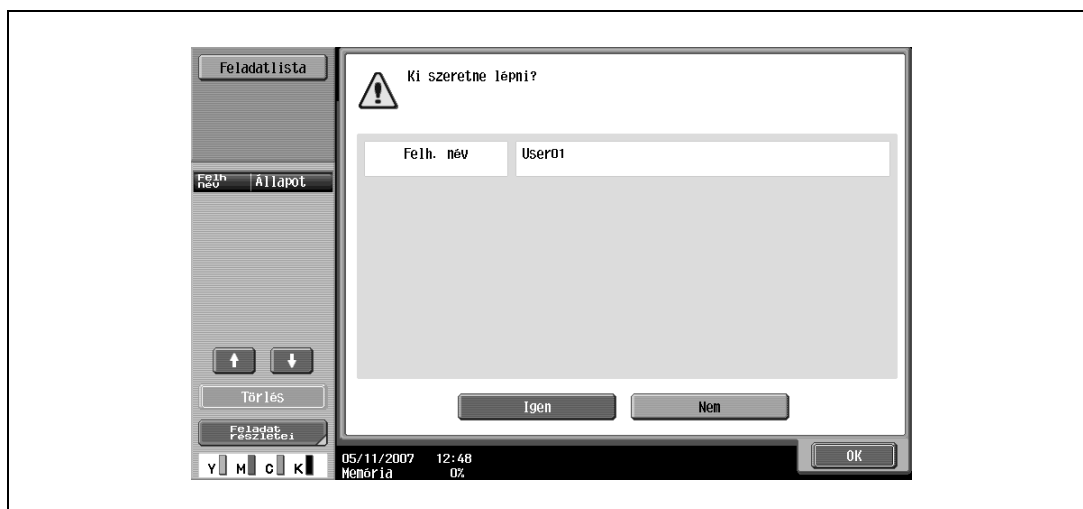 Feladatlista
Ki szeretne lépni?
Felh. név User01
Felh
név Állapot
Törlés
Igen Nem
Feladat
részletei
Y M C K
05/11/2007 12:48
Memória 0%
OK